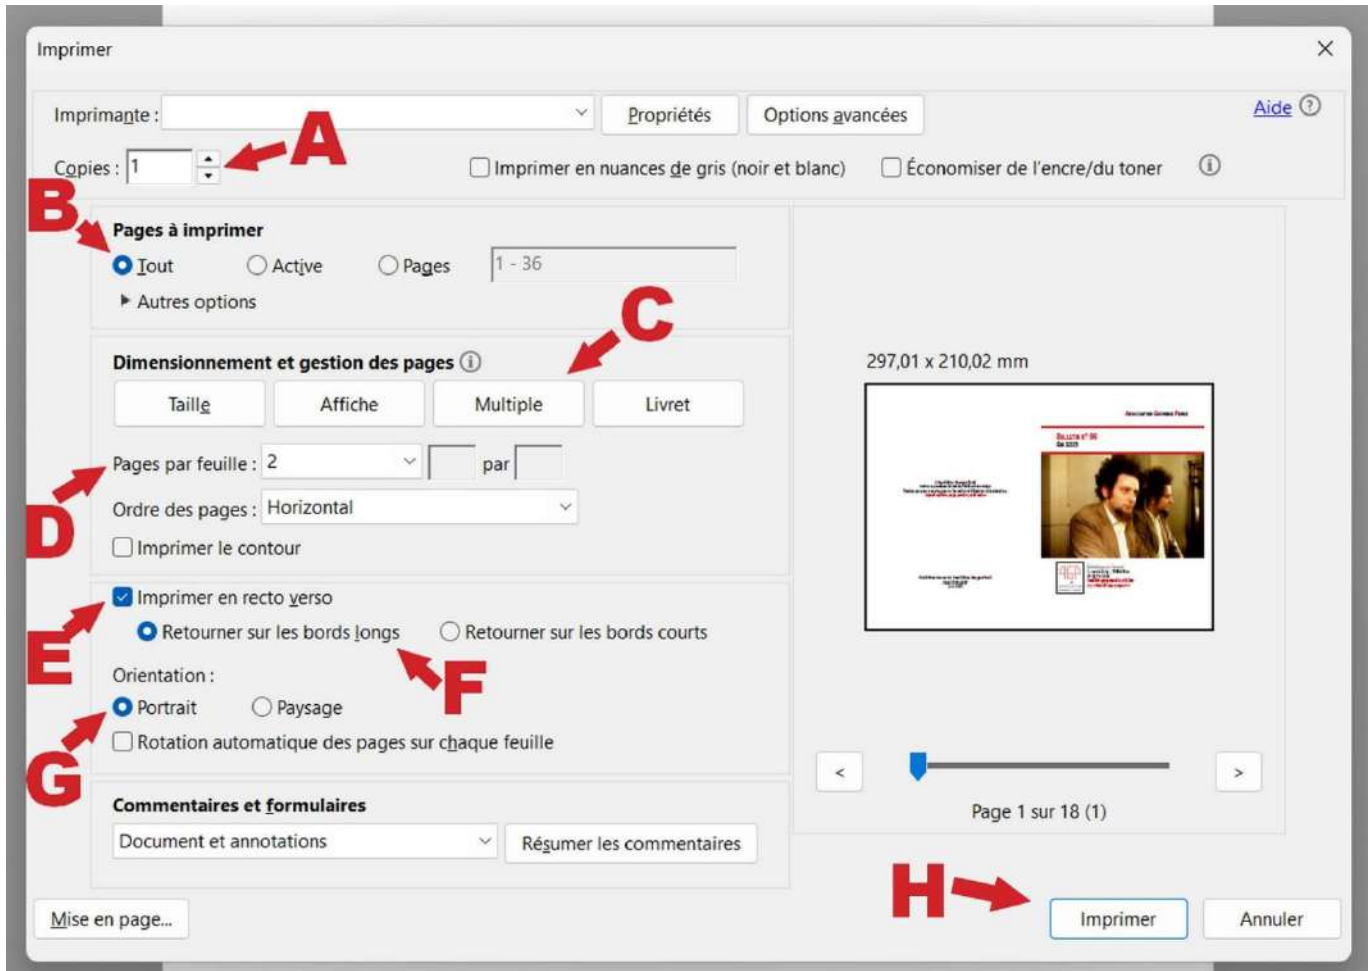 Imprimer
Imprimante :
Propriétés
Options avancées
Aide
A
Copies : 1
Imprimer en nuances de gris (noir et blanc)
Économiser de l'encre/du toner
B
Pages à imprimer
Tout
Active
Pages
1 - 36
Autres options
C
Dimensionnement et gestion des pages
Taille
Affiche
Multiple
Livret
Pages par feuille : 2
par
D
Ordre des pages : Horizontal
Imprimer le contour
E
Imprimer en recto verso
Retourner sur les bords longs
Retourner sur les bords courts
F
Orientation :
Portrait
Paysage
G
Rotation automatique des pages sur chaque feuille
Commentaires et formulaires
Document et annotations
Résumer les commentaires
297,01 x 210,02 mm
Association Georges Perec
Bulletin n° 86
<
>
Page 1 sur 18 (1)
H
Mise en page...
Imprimer
Annuler